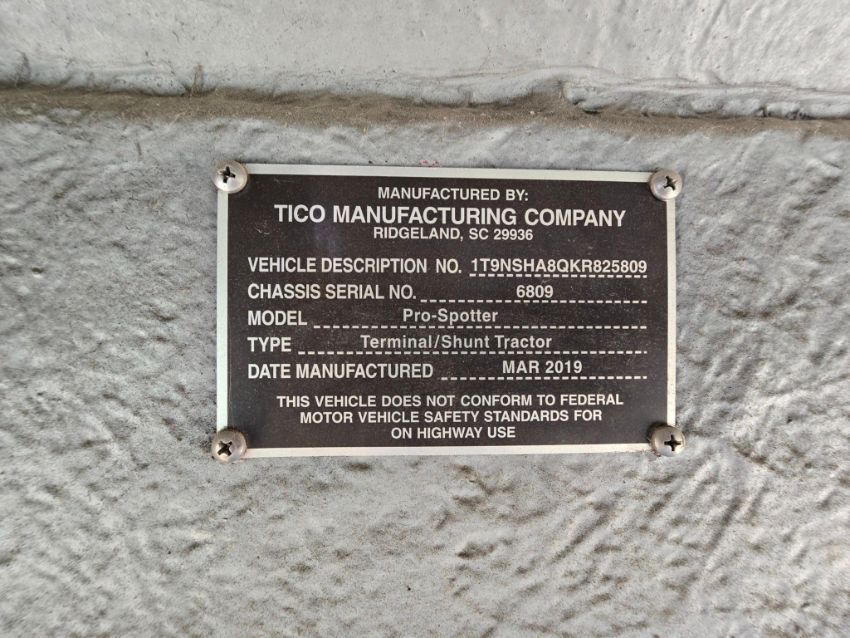 MANUFACTURED BY:
TICO MANUFACTURING COMPANY
RIDGELAND, SC 29936
VEHICLE DESCRIPTION NO. 1T9NSHA8QKR825809
CHASSIS SERIAL NO. 6809
MODEL Pro-Spotter
TYPE Terminal/Shunt Tractor
DATE MANUFACTURED MAR 2019
THIS VEHICLE DOES NOT CONFORM TO FEDERAL
MOTOR VEHICLE SAFETY STANDARDS FOR
ON HIGHWAY USE